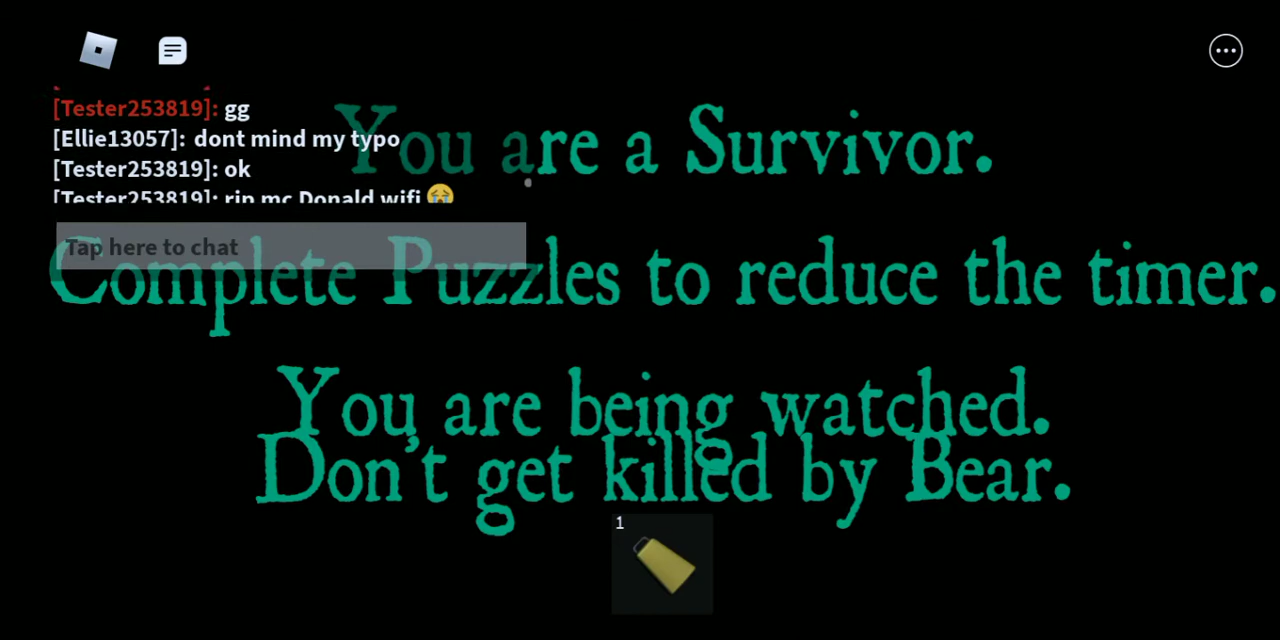 [Tester253819]: gg
[Ellie13057]: dont mind my typo
[Tester253819]: ok
[Tester253819]: rip mc Donald wifi 😭
Tap here to chat
You are a Survivor.
Complete Puzzles to reduce the timer.
You are being watched.
Don't get killed by Bear.
1